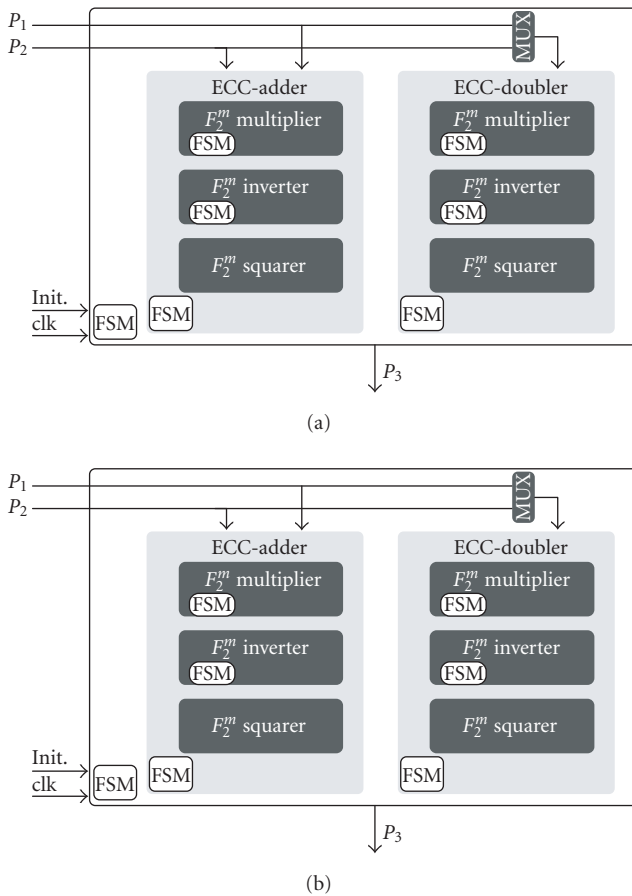 P₁
P₂
MUX
ECC-adder ECC-doubler
F₂ᵐ multiplier F₂ᵐ multiplier
FSM FSM
F₂ᵐ inverter F₂ᵐ inverter
FSM FSM
F₂ᵐ squarer F₂ᵐ squarer
Init.
clk
FSM FSM FSM
P₃
(a)
P₁
P₂
MUX
ECC-adder ECC-doubler
F₂ᵐ multiplier F₂ᵐ multiplier
FSM FSM
F₂ᵐ inverter F₂ᵐ inverter
FSM FSM
F₂ᵐ squarer F₂ᵐ squarer
Init.
clk
FSM FSM FSM
P₃
(b)